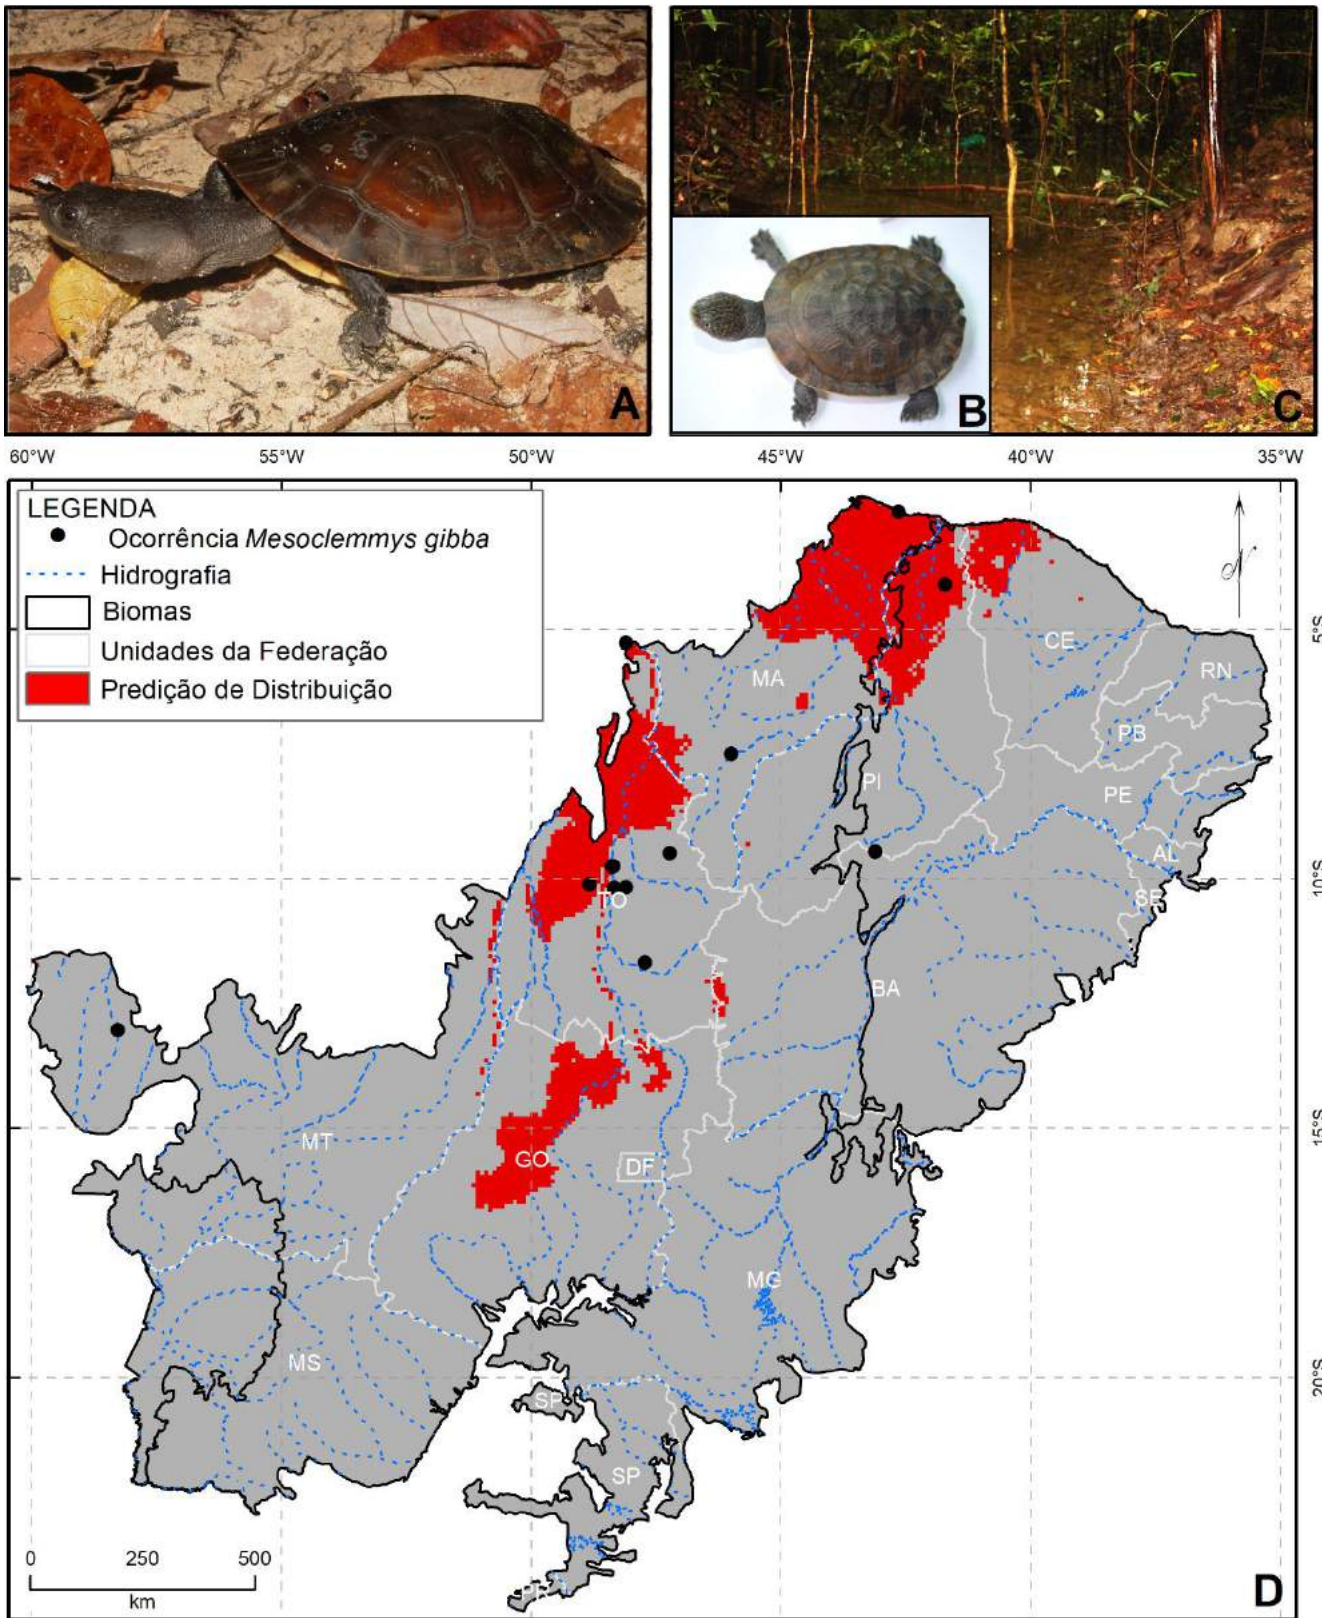 A
B
C
60°W 55°W 50°W 45°W 40°W 35°W
LEGENDA
Ocorrência Mesoclemmys gibba
Hidrografia
Biomas
Unidades da Federação
Predição de Distribuição
N
5°S
CE
MA
RN
PB
PI
PE
AL
10°S
TO
SE
BA
15°S
MT
GO
DF
MG
MS
20°S
SP
SP
0 250 500
km
PR
D